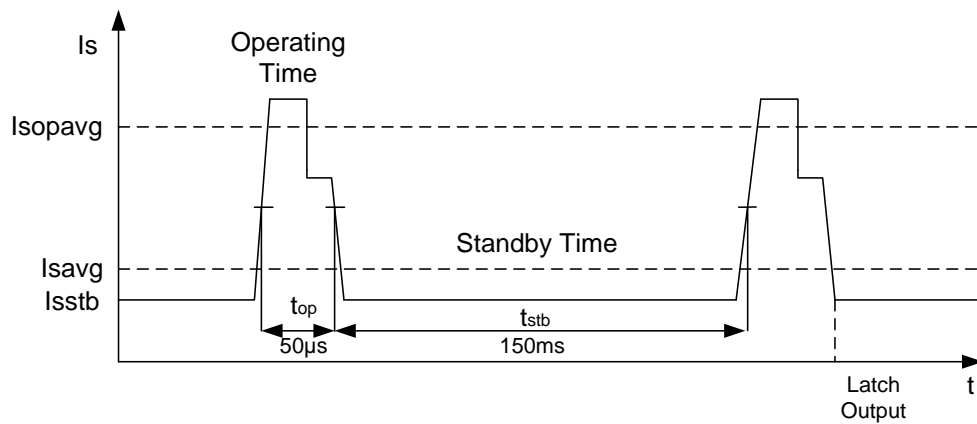 Is
Operating
Time
Isopavg
Standby Time
Isavg
Isstb
top
tstb
50µs
150ms
t
Latch
Output